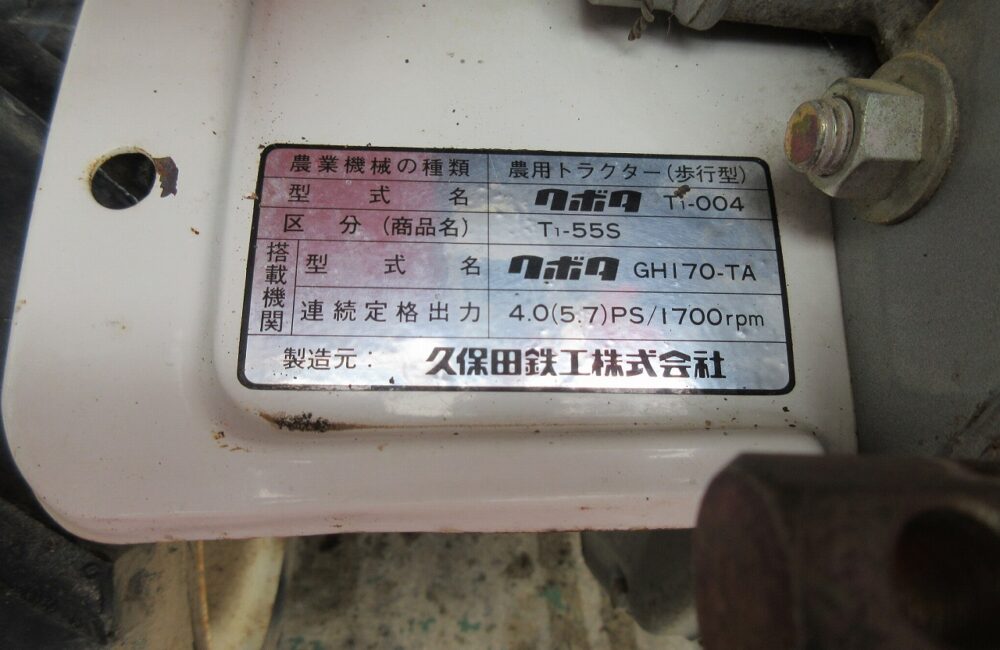 農業機械の種類 農用トラクター(歩行型)
型式名 クボタ T1-004
区分(商品名) T1-55S
搭載機関
型式名 クボタ GH170-TA
連続定格出力 4.0(5.7)PS/1700rpm
製造元: 久保田鉄工株式会社